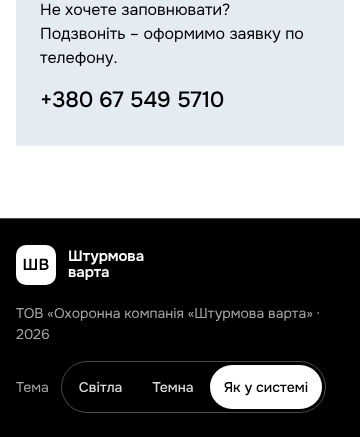 Не хочете заповнювати?
Подзвоніть – оформимо заявку по
телефону.
+380 67 549 5710
ШВ
Штурмова
варта
ТОВ «Охоронна компанія «Штурмова варта» ·
2026
Тема Світла Темна Як у системі